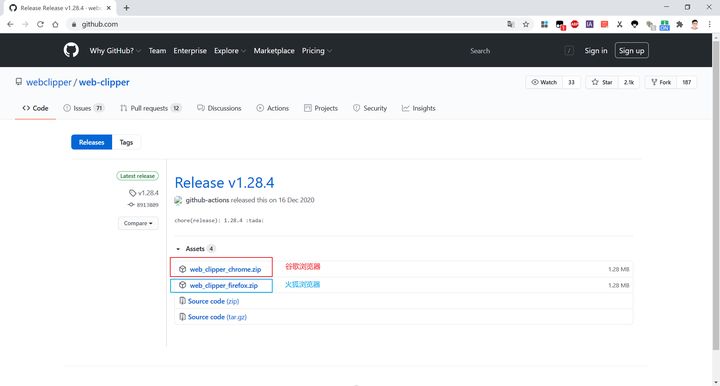 Release Release v1.28.4 · webc
github.com
Why GitHub? Team Enterprise Explore Marketplace Pricing Search / Sign in Sign up
webclipper / web-clipper Watch 33 Star 2.1k Fork 187
Code Issues 71 Pull requests 12 Discussions Actions Projects Security Insights
Releases Tags
Latest release
v1.28.4
8913889
Compare
Release v1.28.4
github-actions released this on 16 Dec 2020
chore(release): 1.28.4 :tada:
Assets 4
web_clipper_chrome.zip 谷歌浏览器 1.28 MB
web_clipper_firefox.zip 火狐浏览器 1.28 MB
Source code (zip)
Source code (tar.gz)